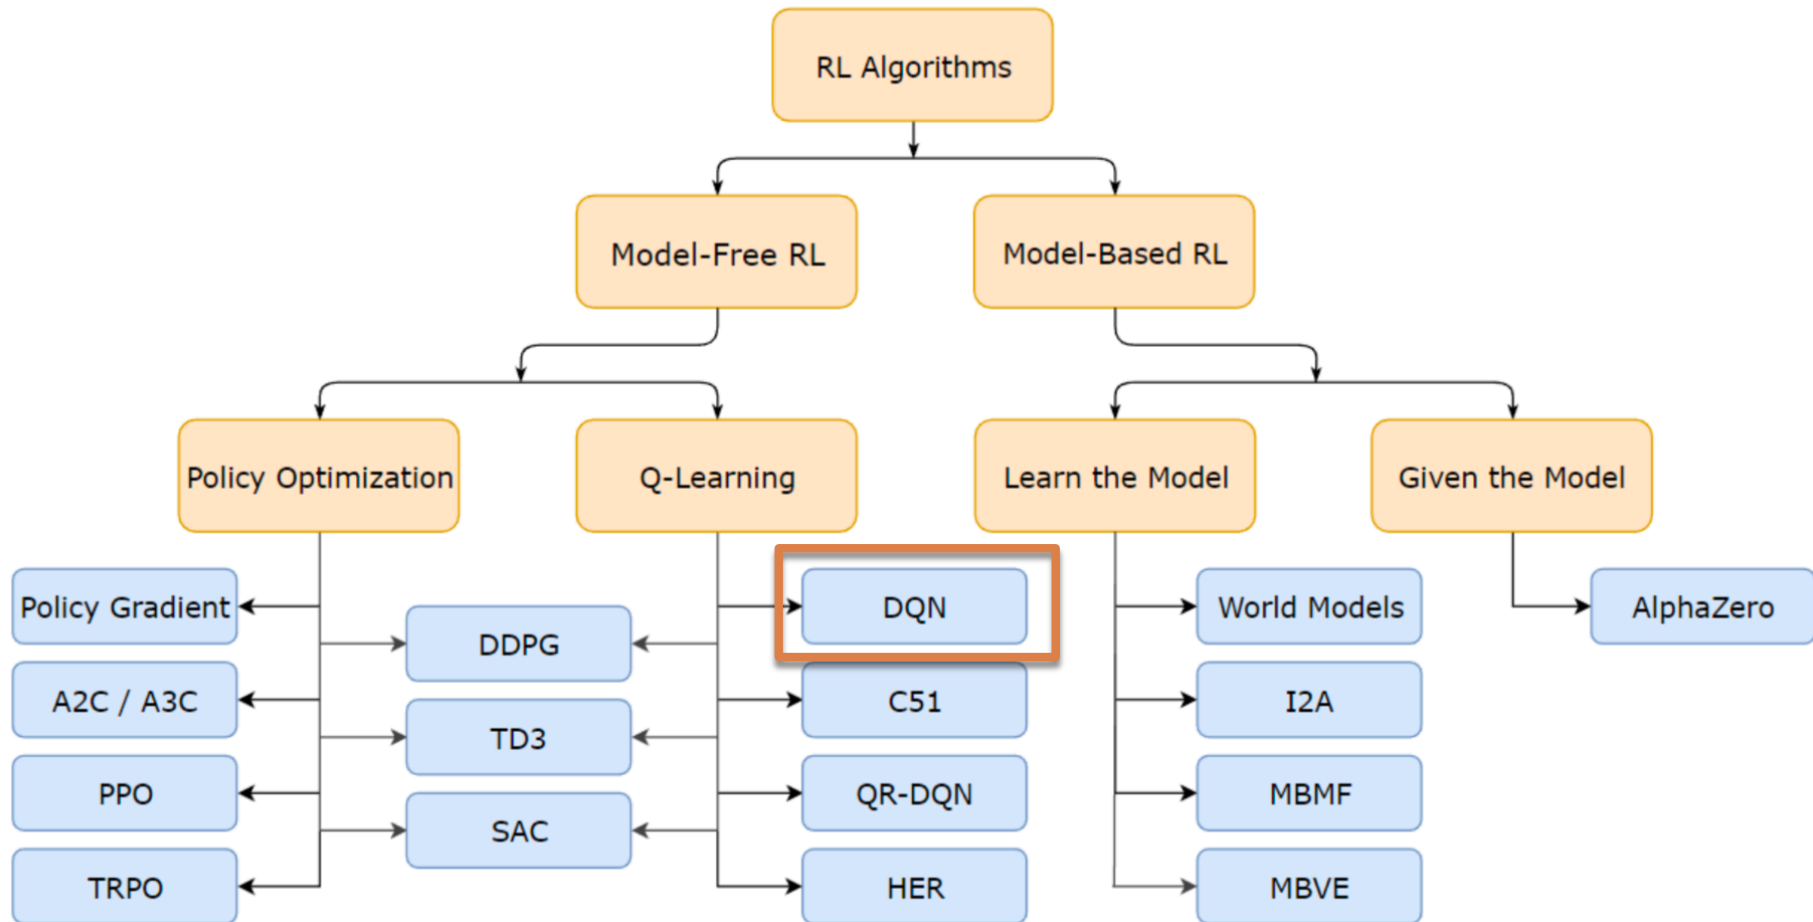 RL Algorithms
Model-Free RL
Model-Based RL
Policy Optimization
Q-Learning
Learn the Model
Given the Model
Policy Gradient
DDPG
DQN
World Models
AlphaZero
A2C / A3C
TD3
C51
I2A
PPO
SAC
QR-DQN
MBMF
TRPO
HER
MBVE